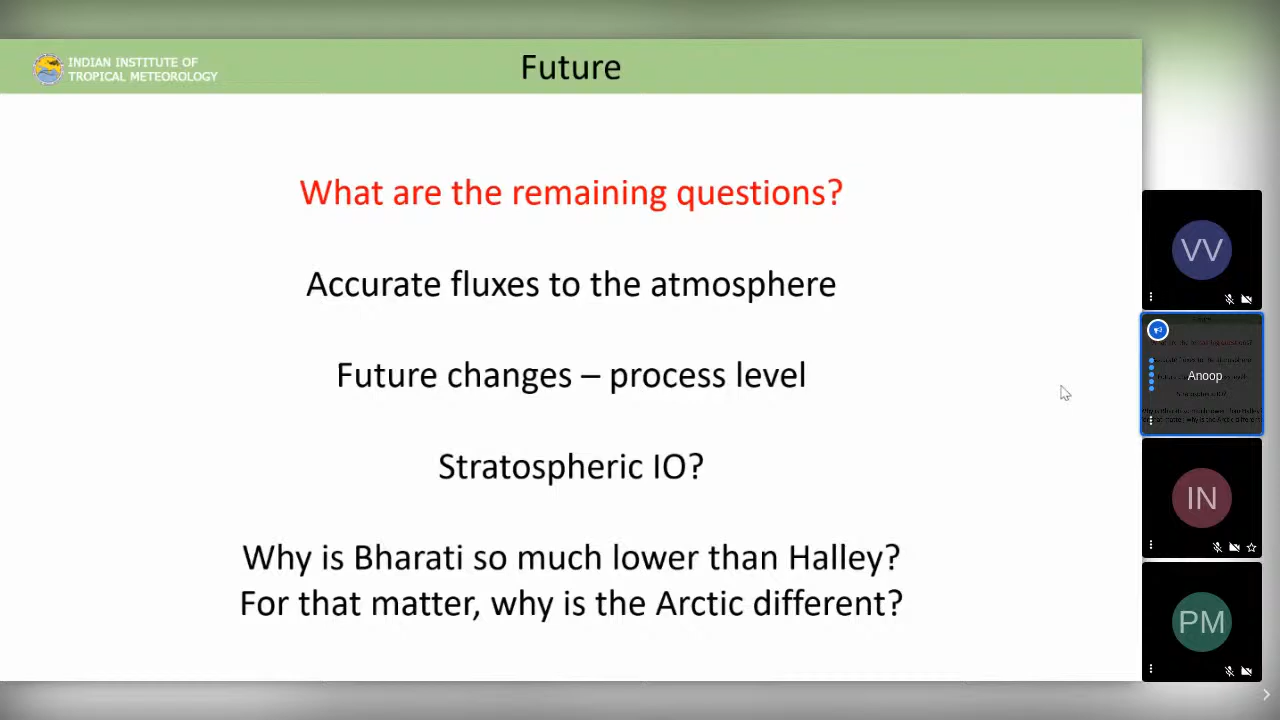 INDIAN INSTITUTE OF
TROPICAL METEOROLOGY
Future
What are the remaining questions?
Accurate fluxes to the atmosphere
Future changes – process level
Stratospheric IO?
Why is Bharati so much lower than Halley?
For that matter, why is the Arctic different?
VV
Anoop
IN
PM